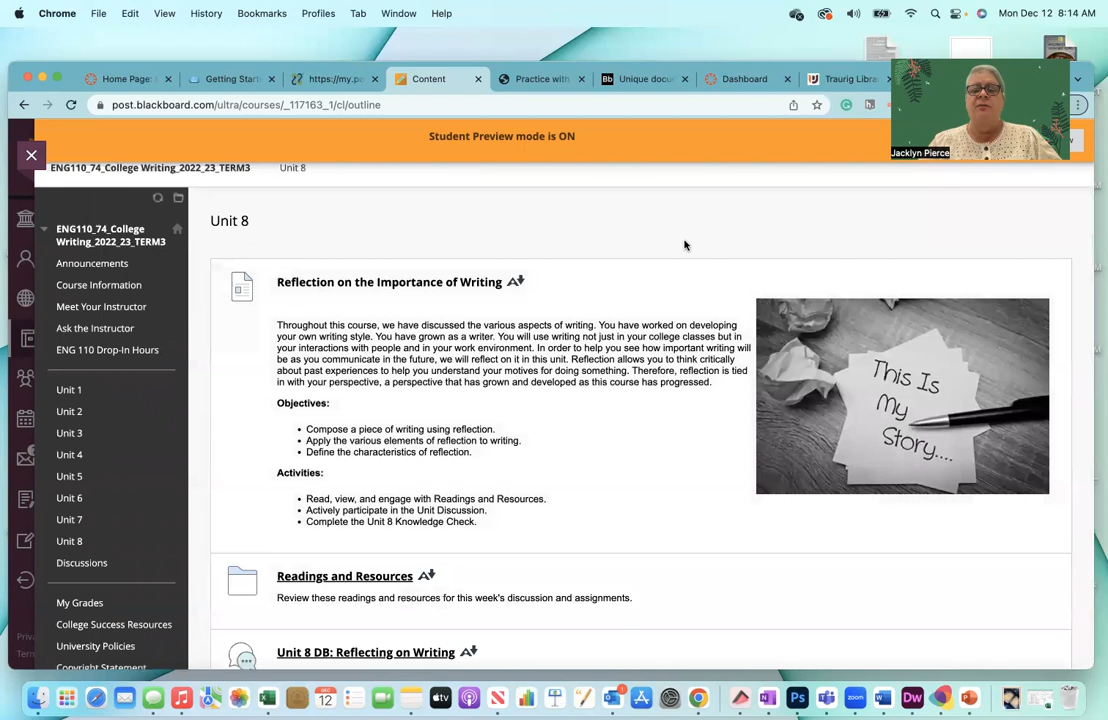 Chrome File Edit View History Bookmarks Profiles Tab Window Help Mon Dec 12 8:14 AM
Home Page: Getting Starte https://my.p Content Practice with Bb Unique docu Dashboard Traurig Libra
post.blackboard.com/ultra/courses/_117163_1/cl/outline
Student Preview mode is ON
Jacklyn Pierce
ENG110_74_College Writing_2022_23_TERM3 Unit 8
ENG110_74_College
Writing_2022_23_TERM3
Announcements
Course Information
Meet Your Instructor
Ask the Instructor
ENG 110 Drop-In Hours
Unit 1
Unit 2
Unit 3
Unit 4
Unit 5
Unit 6
Unit 7
Unit 8
Discussions
My Grades
College Success Resources
University Policies
Copyright Statement
Unit 8
Reflection on the Importance of Writing
Throughout this course, we have discussed the various aspects of writing. You have worked on developing
your own writing style. You have grown as a writer. You will use writing not just in your college classes but in
your interactions with people and in your work environment. In order to help you see how important writing will
be as you communicate in the future, we will reflect on it in this unit. Reflection allows you to think critically
about past experiences to help you understand your motives for doing something. Therefore, reflection is tied
in with your perspective, a perspective that has grown and developed as this course has progressed.
Objectives:
• Compose a piece of writing using reflection.
• Apply the various elements of reflection to writing.
• Define the characteristics of reflection.
Activities:
• Read, view, and engage with Readings and Resources.
• Actively participate in the Unit Discussion.
• Complete the Unit 8 Knowledge Check.
This Is
My
Story....
Readings and Resources
Review these readings and resources for this week's discussion and assignments.
Unit 8 DB: Reflecting on Writing
DEC
12
tv
zoom
Ps
Dw